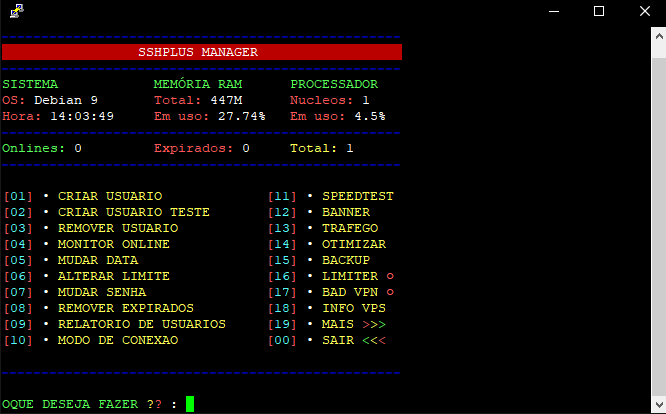 SSHPLUS MANAGER
SISTEMA MEMÓRIA RAM PROCESSADOR
OS: Debian 9 Total: 447M Nucleos: 1
Hora: 14:03:49 Em uso: 27.74% Em uso: 4.5%
Onlines: 0 Expirados: 0 Total: 1
[01] • CRIAR USUARIO [11] • SPEEDTEST
[02] • CRIAR USUARIO TESTE [12] • BANNER
[03] • REMOVER USUARIO [13] • TRAFEGO
[04] • MONITOR ONLINE [14] • OTIMIZAR
[05] • MUDAR DATA [15] • BACKUP
[06] • ALTERAR LIMITE [16] • LIMITER ○
[07] • MUDAR SENHA [17] • BAD VPN ○
[08] • REMOVER EXPIRADOS [18] • INFO VPS
[09] • RELATORIO DE USUARIOS [19] • MAIS >>>
[10] • MODO DE CONEXAO [00] • SAIR <<<
OQUE DESEJA FAZER ?? :